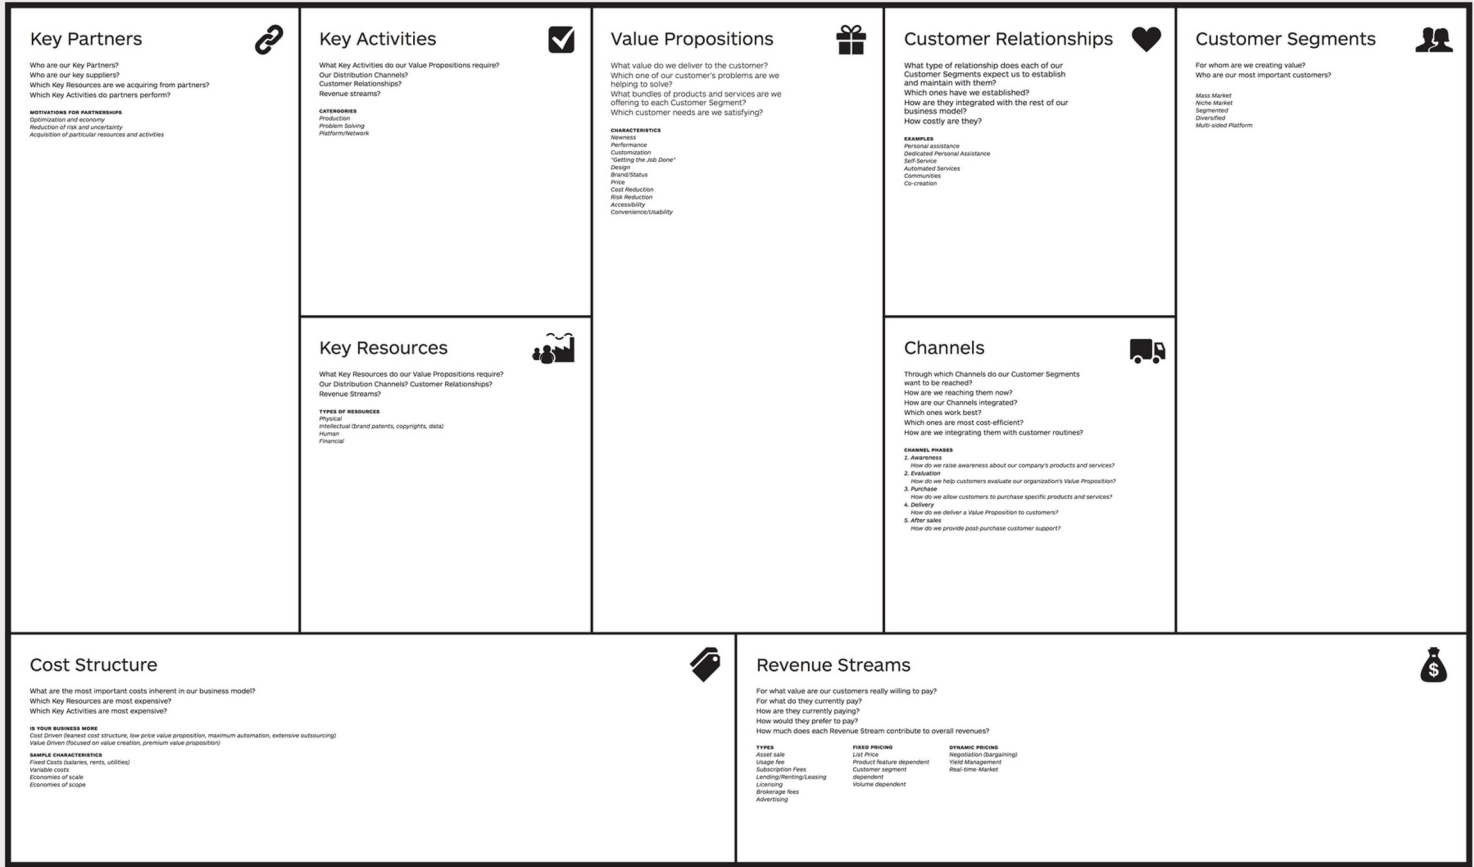 Key Partners
Who are our Key Partners?
Who are our key suppliers?
Which Key Resources are we acquiring from partners?
Which Key Activities do partners perform?
MOTIVATIONS FOR PARTNERSHIPS
Optimization and economy
Reduction of risk and uncertainty
Acquisition of particular resources and activities
Key Activities
What Key Activities do our Value Propositions require?
Our Distribution Channels?
Customer Relationships?
Revenue streams?
CATERGORIES
Production
Problem Solving
Platform/Network
Key Resources
What Key Resources do our Value Propositions require?
Our Distribution Channels? Customer Relationships?
Revenue Streams?
TYPES OF RESOURCES
Physical
Intellectual (brand patents, copyrights, data)
Human
Financial
Value Propositions
What value do we deliver to the customer?
Which one of our customer's problems are we
helping to solve?
What bundles of products and services are we
offering to each Customer Segment?
Which customer needs are we satisfying?
CHARACTERISTICS
Newness
Performance
Customization
"Getting the Job Done"
Design
Brand/Status
Price
Cost Reduction
Risk Reduction
Accessibility
Convenience/Usability
Customer Relationships
What type of relationship does each of our
Customer Segments expect us to establish
and maintain with them?
Which ones have we established?
How are they integrated with the rest of our
business model?
How costly are they?
EXAMPLES
Personal assistance
Dedicated Personal Assistance
Self-Service
Automated Services
Communities
Co-creation
Channels
Through which Channels do our Customer Segments
want to be reached?
How are we reaching them now?
How are our Channels integrated?
Which ones work best?
Which ones are most cost-efficient?
How are we integrating them with customer routines?
CHANNEL PHASES
1. Awareness
How do we raise awareness about our company's products and services?
2. Evaluation
How do we help customers evaluate our organization's Value Proposition?
3. Purchase
How do we allow customers to purchase specific products and services?
4. Delivery
How do we deliver a Value Proposition to customers?
5. After sales
How do we provide post-purchase customer support?
Customer Segments
For whom are we creating value?
Who are our most important customers?
Mass Market
Niche Market
Segmented
Diversified
Multi-sided Platform
Cost Structure
What are the most important costs inherent in our business model?
Which Key Resources are most expensive?
Which Key Activities are most expensive?
IS YOUR BUSINESS MORE
Cost Driven (leanest cost structure, low price value proposition, maximum automation, extensive outsourcing)
Value Driven (focused on value creation, premium value proposition)
SAMPLE CHARACTERISTICS
Fixed Costs (salaries, rents, utilities)
Variable costs
Economies of scale
Economies of scope
Revenue Streams
For what value are our customers really willing to pay?
For what do they currently pay?
How are they currently paying?
How would they prefer to pay?
How much does each Revenue Stream contribute to overall revenues?
TYPES
Asset sale
Usage fee
Subscription Fees
Lending/Renting/Leasing
Licensing
Brokerage fees
Advertising
FIXED PRICING
List Price
Product feature dependent
Customer segment
dependent
Volume dependent
DYNAMIC PRICING
Negotiation (bargaining)
Yield Management
Real-time-Market
$